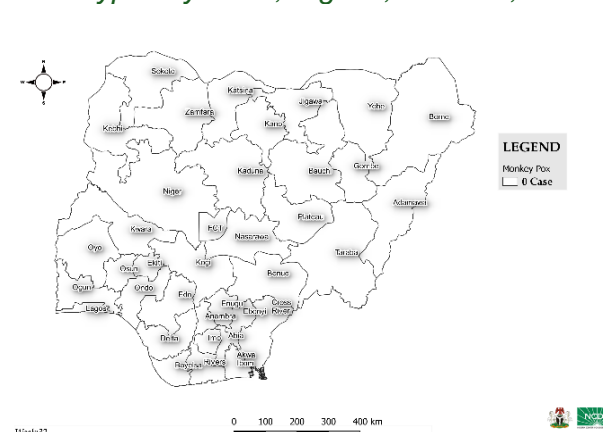 N
W
S
Sokoto
Katsina
Jigawa
Yobe
Borno
Zamfara
Kano
Kebbi
LEGEND
Monkey Pox
0 Case
Kaduna
Bauchi
Gombe
Niger
Adamawa
Plateau
Kwara
FCT
Nasarawa
Oyo
Taraba
Osun
Ekiti
Kogi
Benue
Ogun
Ondo
Edo
Lagos
Enugu
Cross
River
Anambra
Ebonyi
Delta
Imo
Abia
Bayelsa
Rivers
Akwa
Ibom
0 100 200 300 400 km